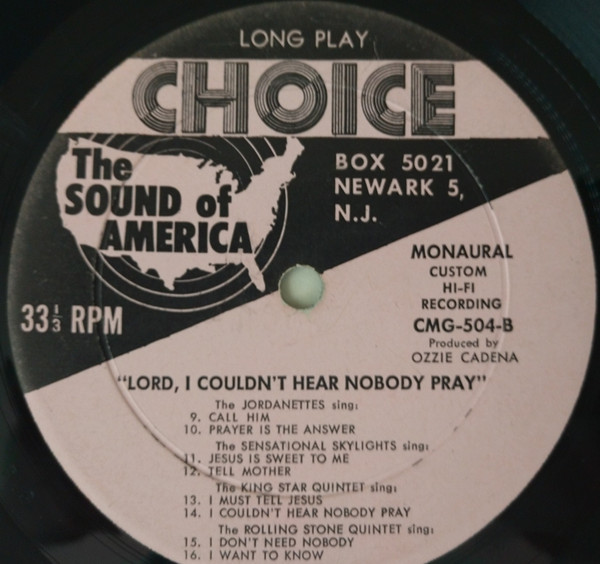 LONG PLAY
CHOICE
The
SOUND of
AMERICA
BOX 5021
NEWARK 5,
N.J.
MONAURAL
CUSTOM
HI-FI
RECORDING
33⅓ RPM
CMG-504-B
Produced by
OZZIE CADENA
"LORD, I COULDN'T HEAR NOBODY PRAY"
The JORDANETTES sing:
9. CALL HIM
10. PRAYER IS THE ANSWER
The SENSATIONAL SKYLIGHTS sing:
11. JESUS IS SWEET TO ME
12. TELL MOTHER
The KING STAR QUINTET sing:
13. I MUST TELL JESUS
14. I COULDN'T HEAR NOBODY PRAY
The ROLLING STONE QUINTET sing:
15. I DON'T NEED NOBODY
16. I WANT TO KNOW